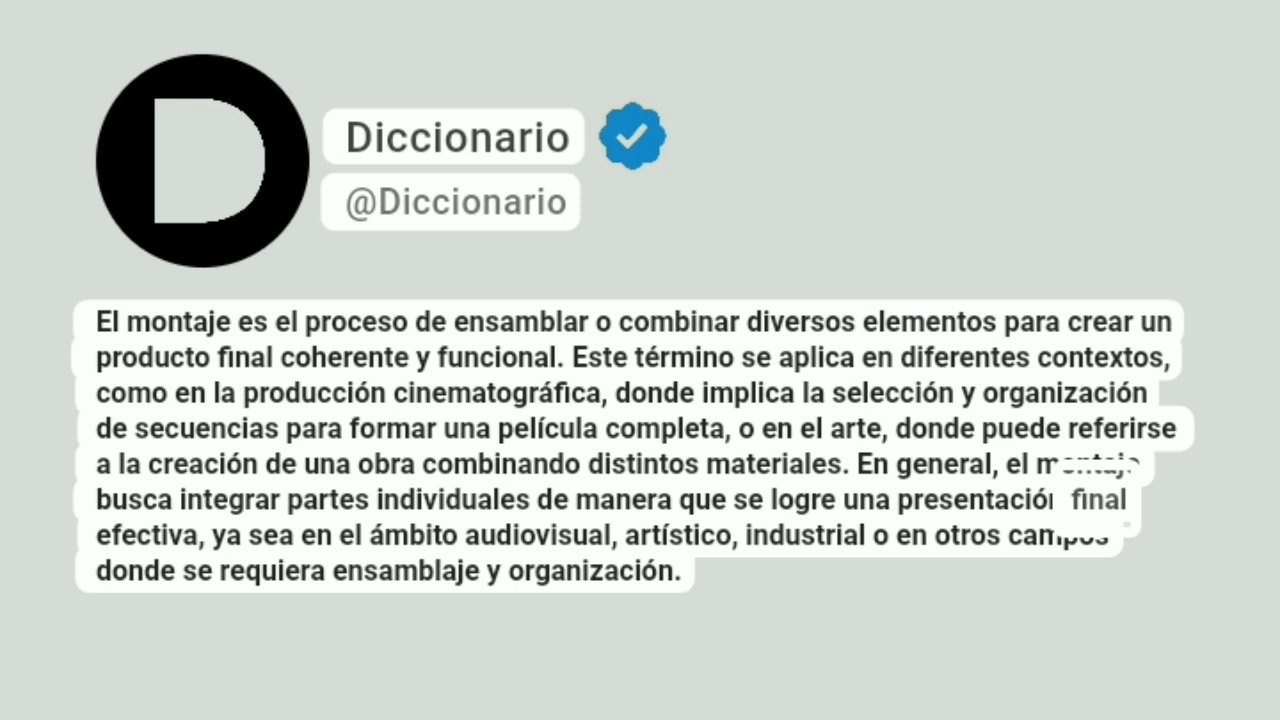 Diccionario
@Diccionario
El montaje es el proceso de ensamblar o combinar diversos elementos para crear un
producto final coherente y funcional. Este término se aplica en diferentes contextos,
como en la producción cinematográfica, donde implica la selección y organización
de secuencias para formar una película completa, o en el arte, donde puede referirse
a la creación de una obra combinando distintos materiales. En general, el montaje
busca integrar partes individuales de manera que se logre una presentación final
efectiva, ya sea en el ámbito audiovisual, artístico, industrial o en otros campos
donde se requiera ensamblaje y organización.